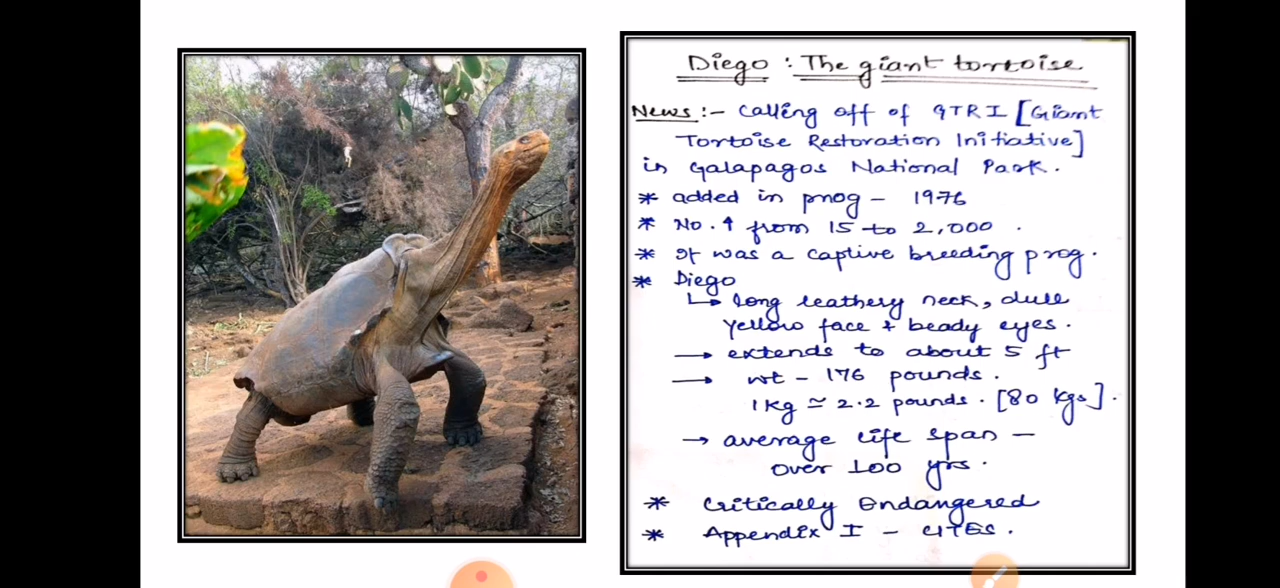 Diego : The giant tortoise
News :- Calling off of GTRI [Giant
Tortoise Restoration Initiative]
in Galapagos National Park.
* added in prog - 1976
* No. ↑ from 15 to 2,000 .
* It was a captive breeding prog.
* Diego
↳ long leathery neck, dull
yellow face + beady eyes.
→ extends to about 5 ft
→ wt - 176 pounds.
1 kg ≃ 2.2 pounds. [80 kgs].
→ average life span -
over 100 yrs.
* Critically Endangered
* Appendix I - CITES.